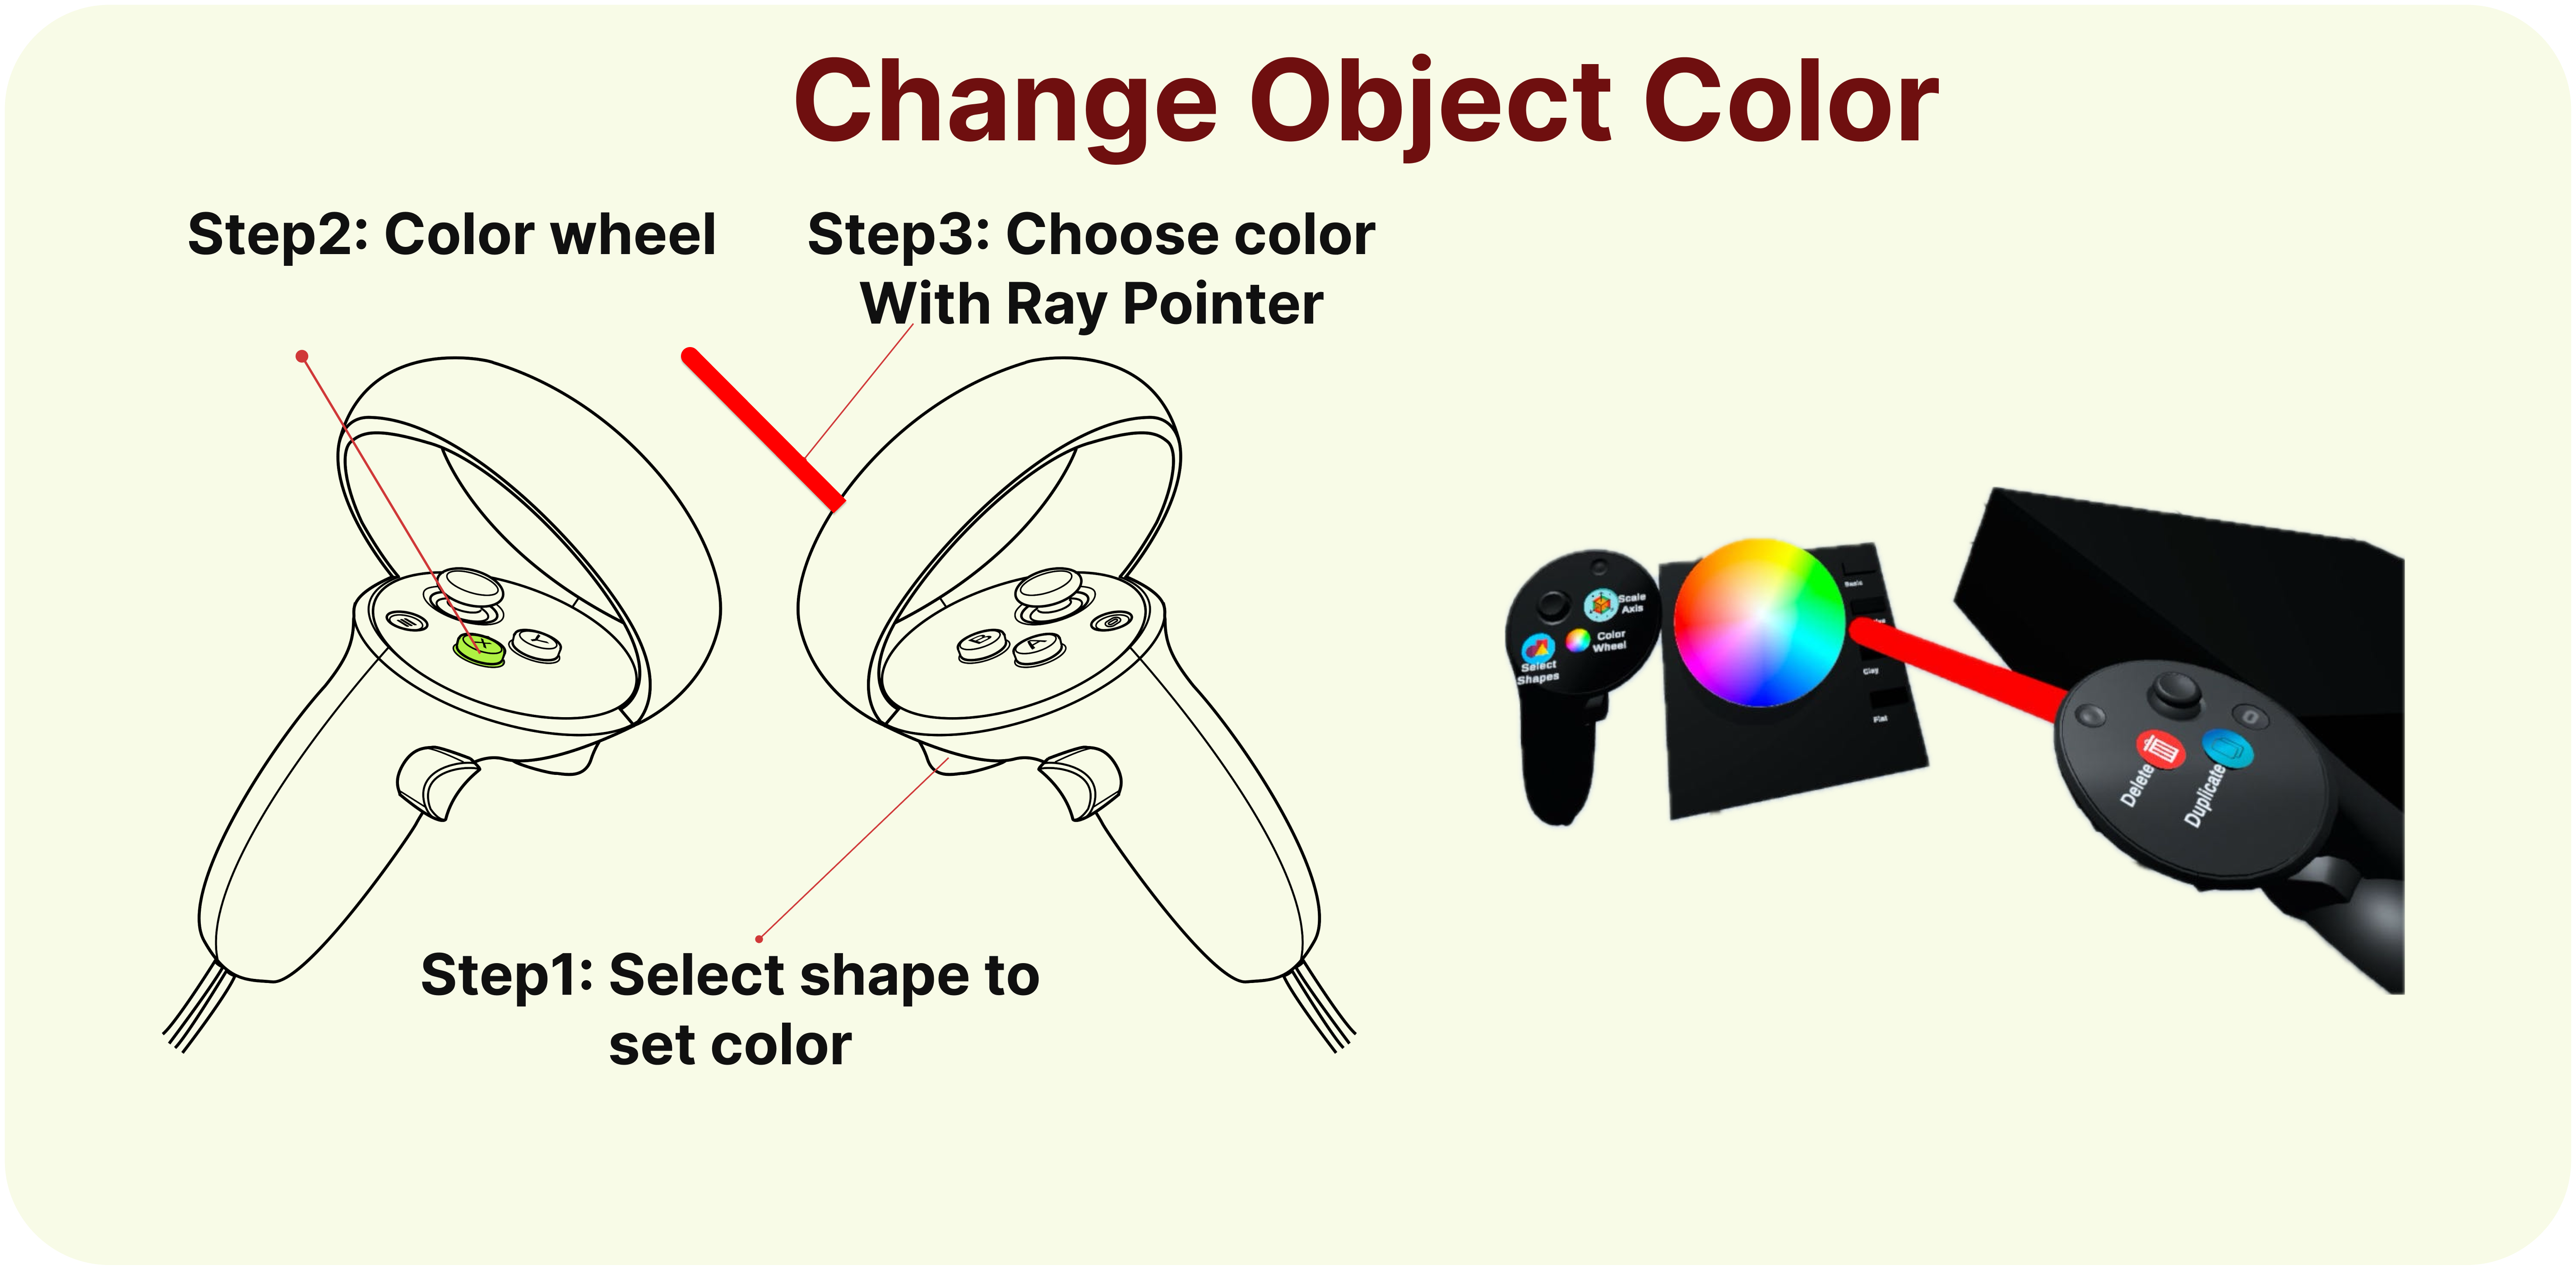 Change Object Color
Step2: Color wheel
Step3: Choose color
With Ray Pointer
X
Y
B
A
Step1: Select shape to
set color
Scale
Axis
Color
Wheel
Select
Shapes
Basic
Clay
Flat
Delete
Duplicate